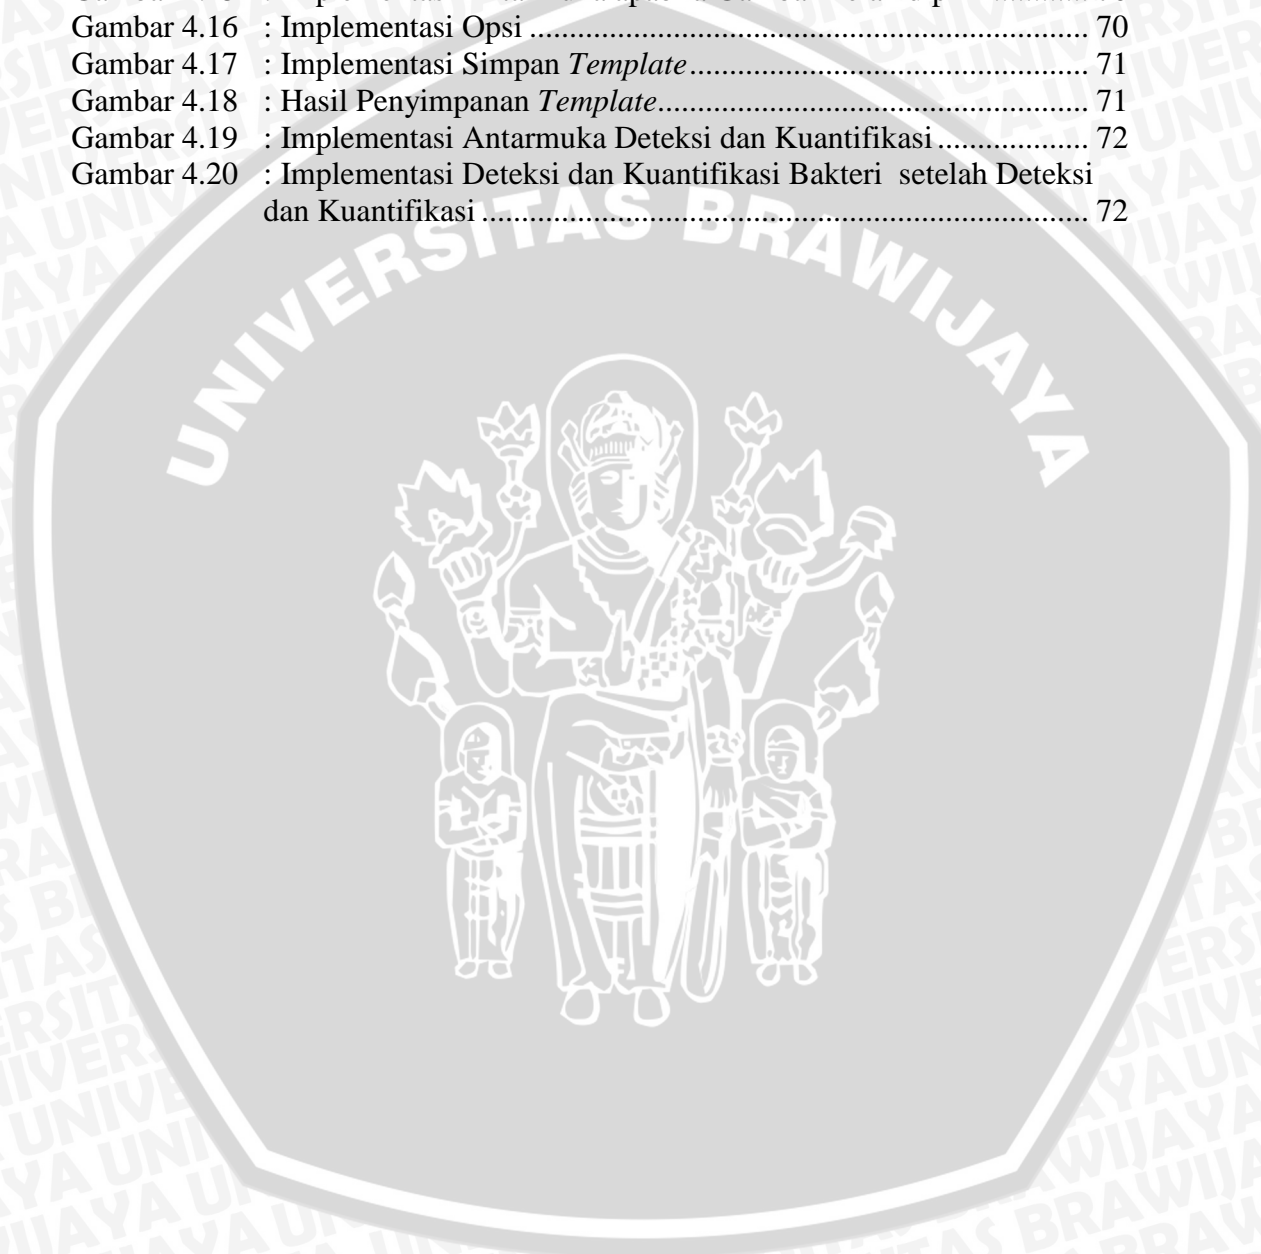 Gambar 4.16 : Implementasi Opsi ........................................................................ 70
Gambar 4.17 : Implementasi Simpan Template................................................... 71
Gambar 4.18 : Hasil Penyimpanan Template....................................................... 71
Gambar 4.19 : Implementasi Antarmuka Deteksi dan Kuantifikasi................... 72
Gambar 4.20 : Implementasi Deteksi dan Kuantifikasi Bakteri setelah Deteksi
dan Kuantifikasi .............................................................................. 72
UNIVERSITAS BRAWIJAYA